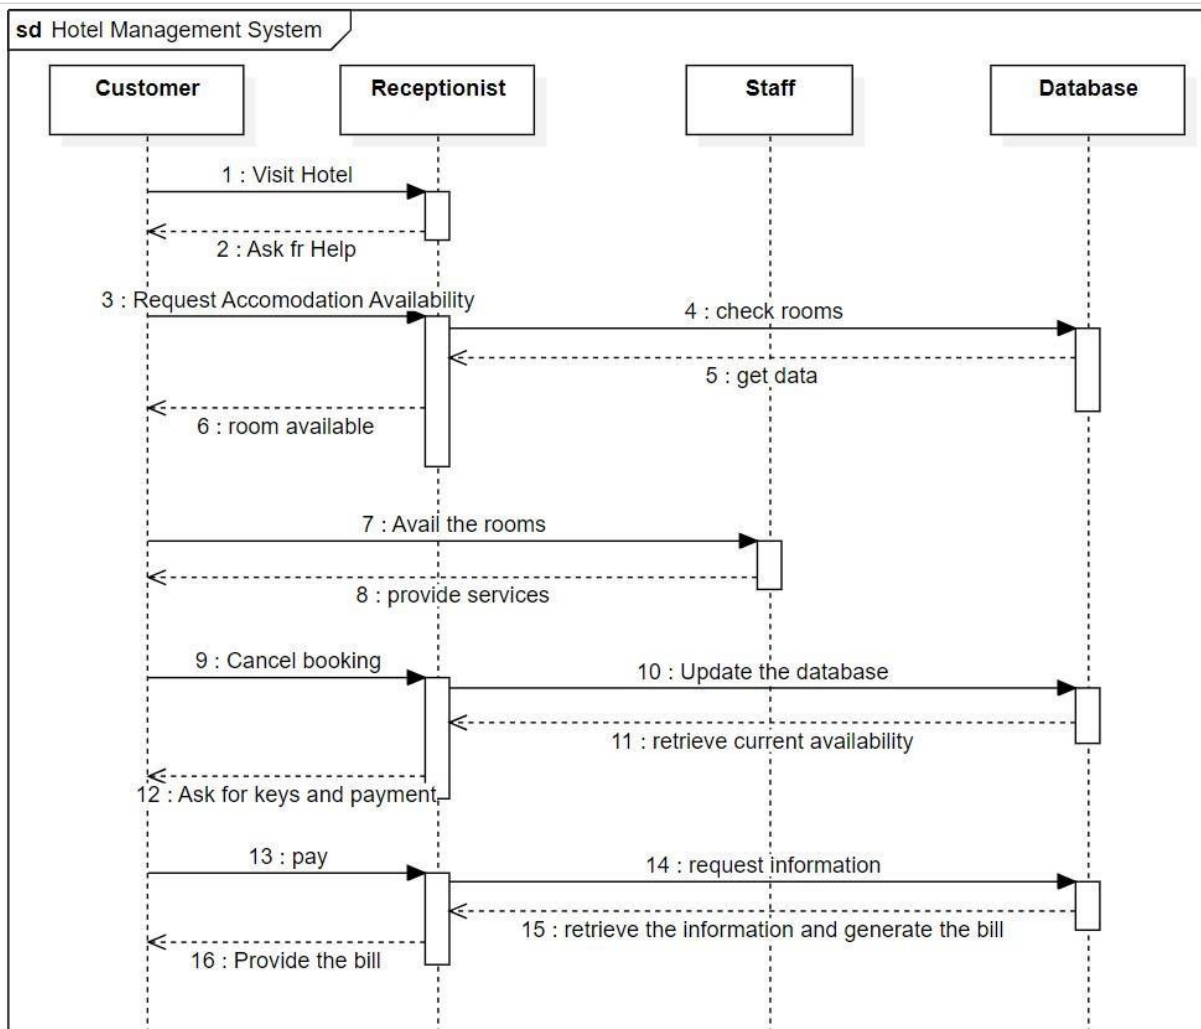 sd Hotel Management System
Customer
Receptionist
Staff
Database
1 : Visit Hotel
2 : Ask fr Help
3 : Request Accomodation Availability
4 : check rooms
5 : get data
6 : room available
7 : Avail the rooms
8 : provide services
9 : Cancel booking
10 : Update the database
11 : retrieve current availability
12 : Ask for keys and payment
13 : pay
14 : request information
15 : retrieve the information and generate the bill
16 : Provide the bill